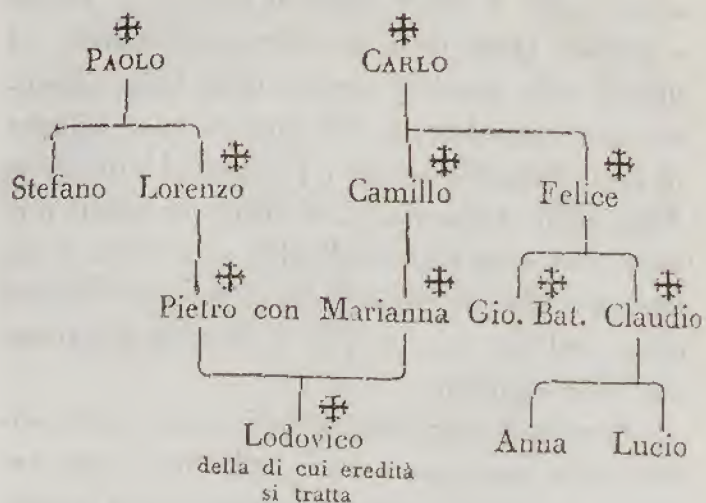 PAOLO CARLO
Stefano Lorenzo Camillo Felice
Pietro con Marianna Gio. Bat. Claudio
Lodovico Anna Lucio
della di cui eredità
si tratta